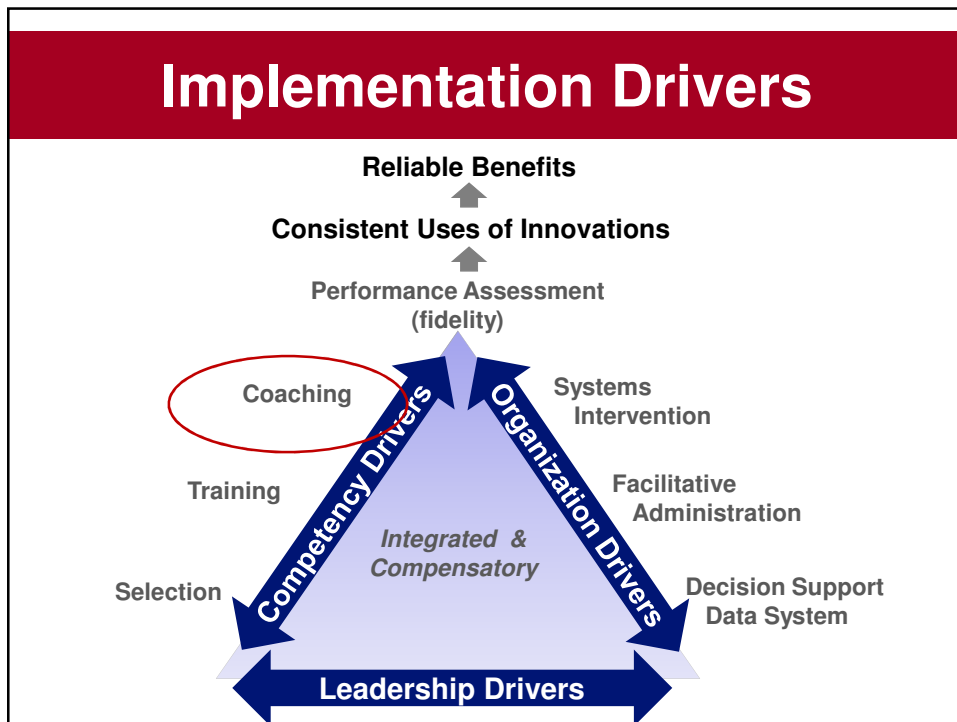 Implementation Drivers
Reliable Benefits
Consistent Uses of Innovations
Performance Assessment
(fidelity)
Coaching
Training
Selection
Competency Drivers
Integrated &
Compensatory
Organization Drivers
Systems
Intervention
Facilitative
Administration
Decision Support
Data System
Leadership Drivers